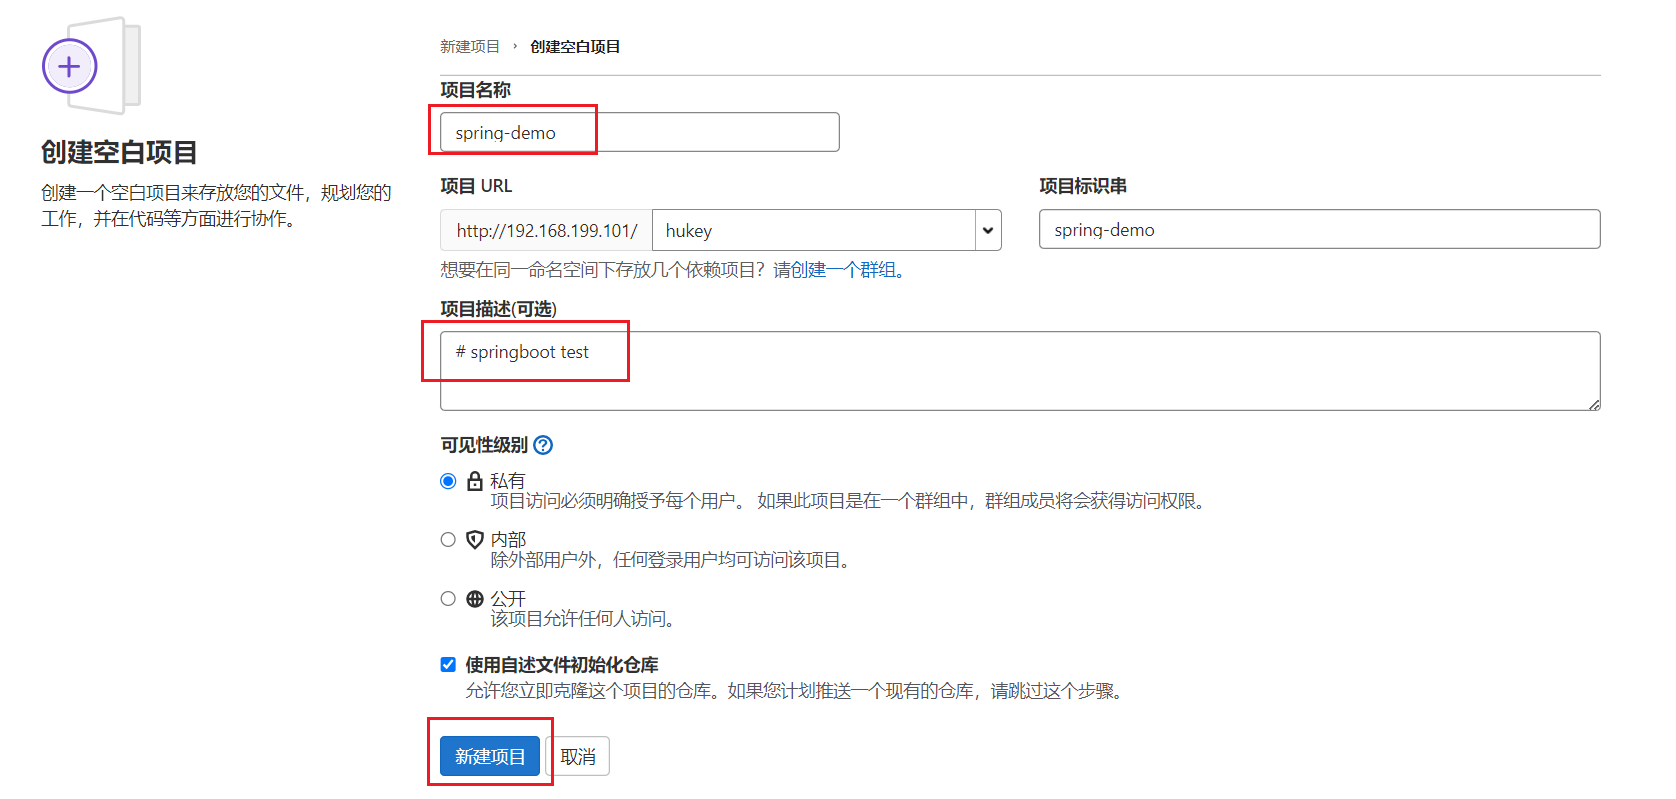 创建空白项目
创建一个空白项目来存放您的文件，规划您的
工作，并在代码等方面进行协作。
新建项目 › 创建空白项目
项目名称
spring-demo
项目 URL
http://192.168.199.101/ hukey
项目标识串
spring-demo
想要在同一命名空间下存放几个依赖项目？请创建一个群组。
项目描述(可选)
# springboot test
可见性级别
私有
项目访问必须明确授予每个用户。 如果此项目是在一个群组中，群组成员将会获得访问权限。
内部
除外部用户外，任何登录用户均可访问该项目。
公开
该项目允许任何人访问。
使用自述文件初始化仓库
允许您立即克隆这个项目的仓库。如果您计划推送一个现有的仓库，请跳过这个步骤。
新建项目 取消